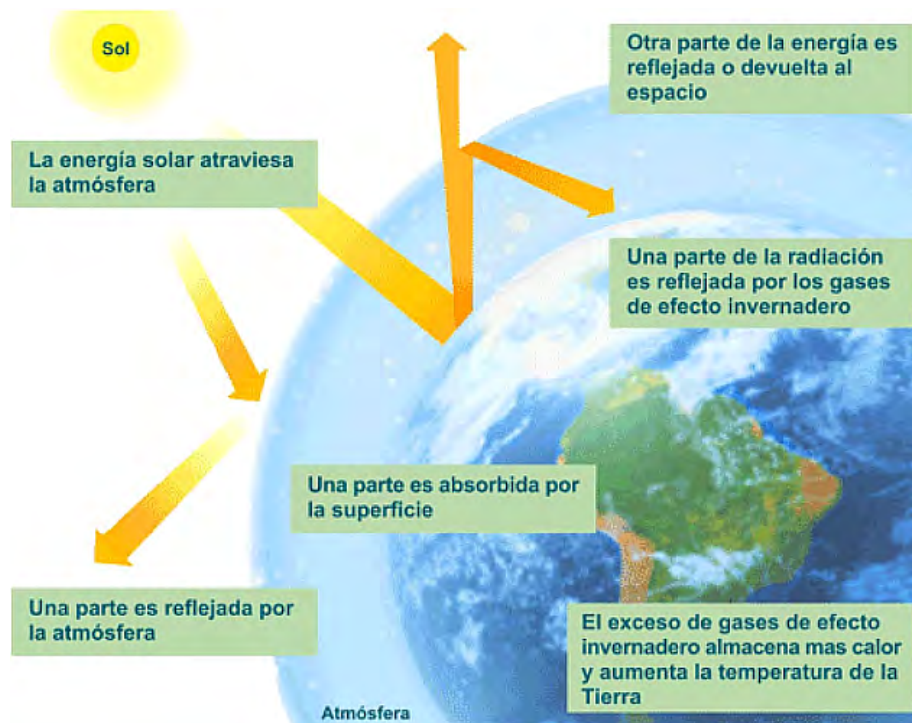 Sol
Otra parte de la energía es
reflejada o devuelta al
espacio
La energía solar atraviesa
la atmósfera
Una parte de la radiación
es reflejada por los gases
de efecto invernadero
Una parte es absorbida por
la superficie
Una parte es reflejada por
la atmósfera
El exceso de gases de efecto
invernadero almacena mas calor
y aumenta la temperatura de la
Tierra
Atmósfera